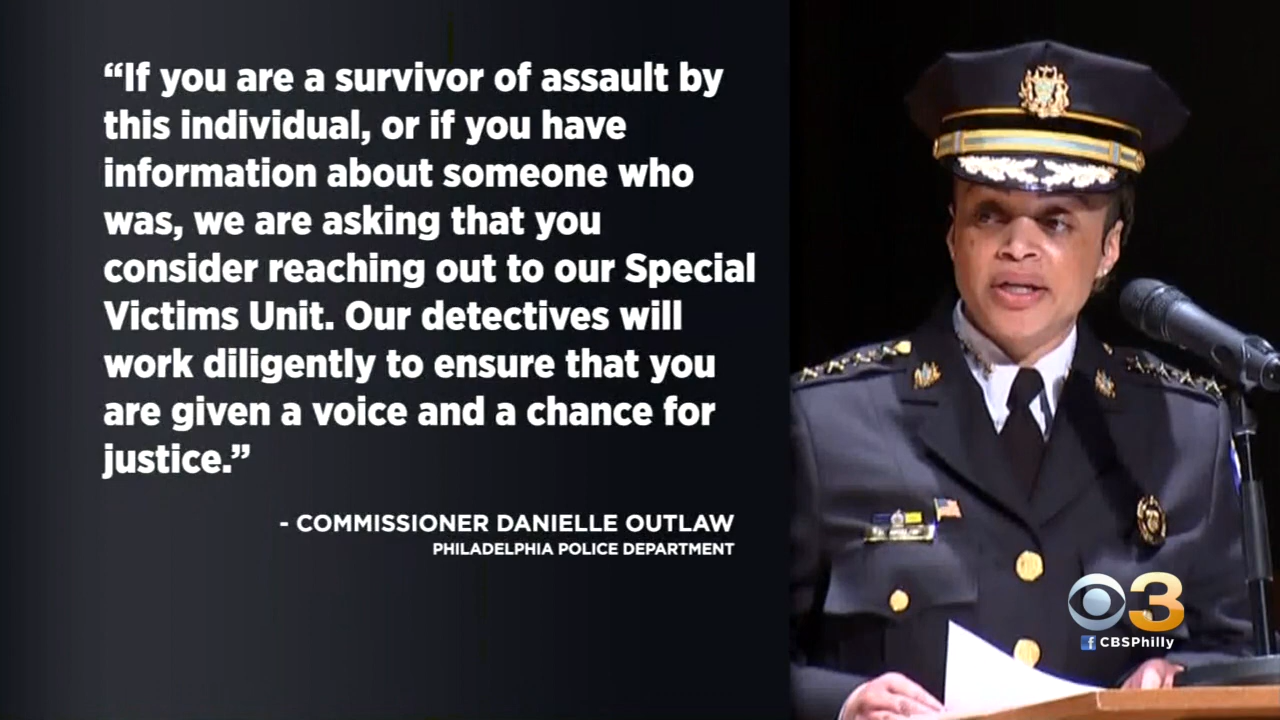 “If you are a survivor of assault by
this individual, or if you have
information about someone who
was, we are asking that you
consider reaching out to our Special
Victims Unit. Our detectives will
work diligently to ensure that you
are given a voice and a chance for
justice.”
- COMMISSIONER DANIELLE OUTLAW
PHILADELPHIA POLICE DEPARTMENT
3
f CBSPhilly